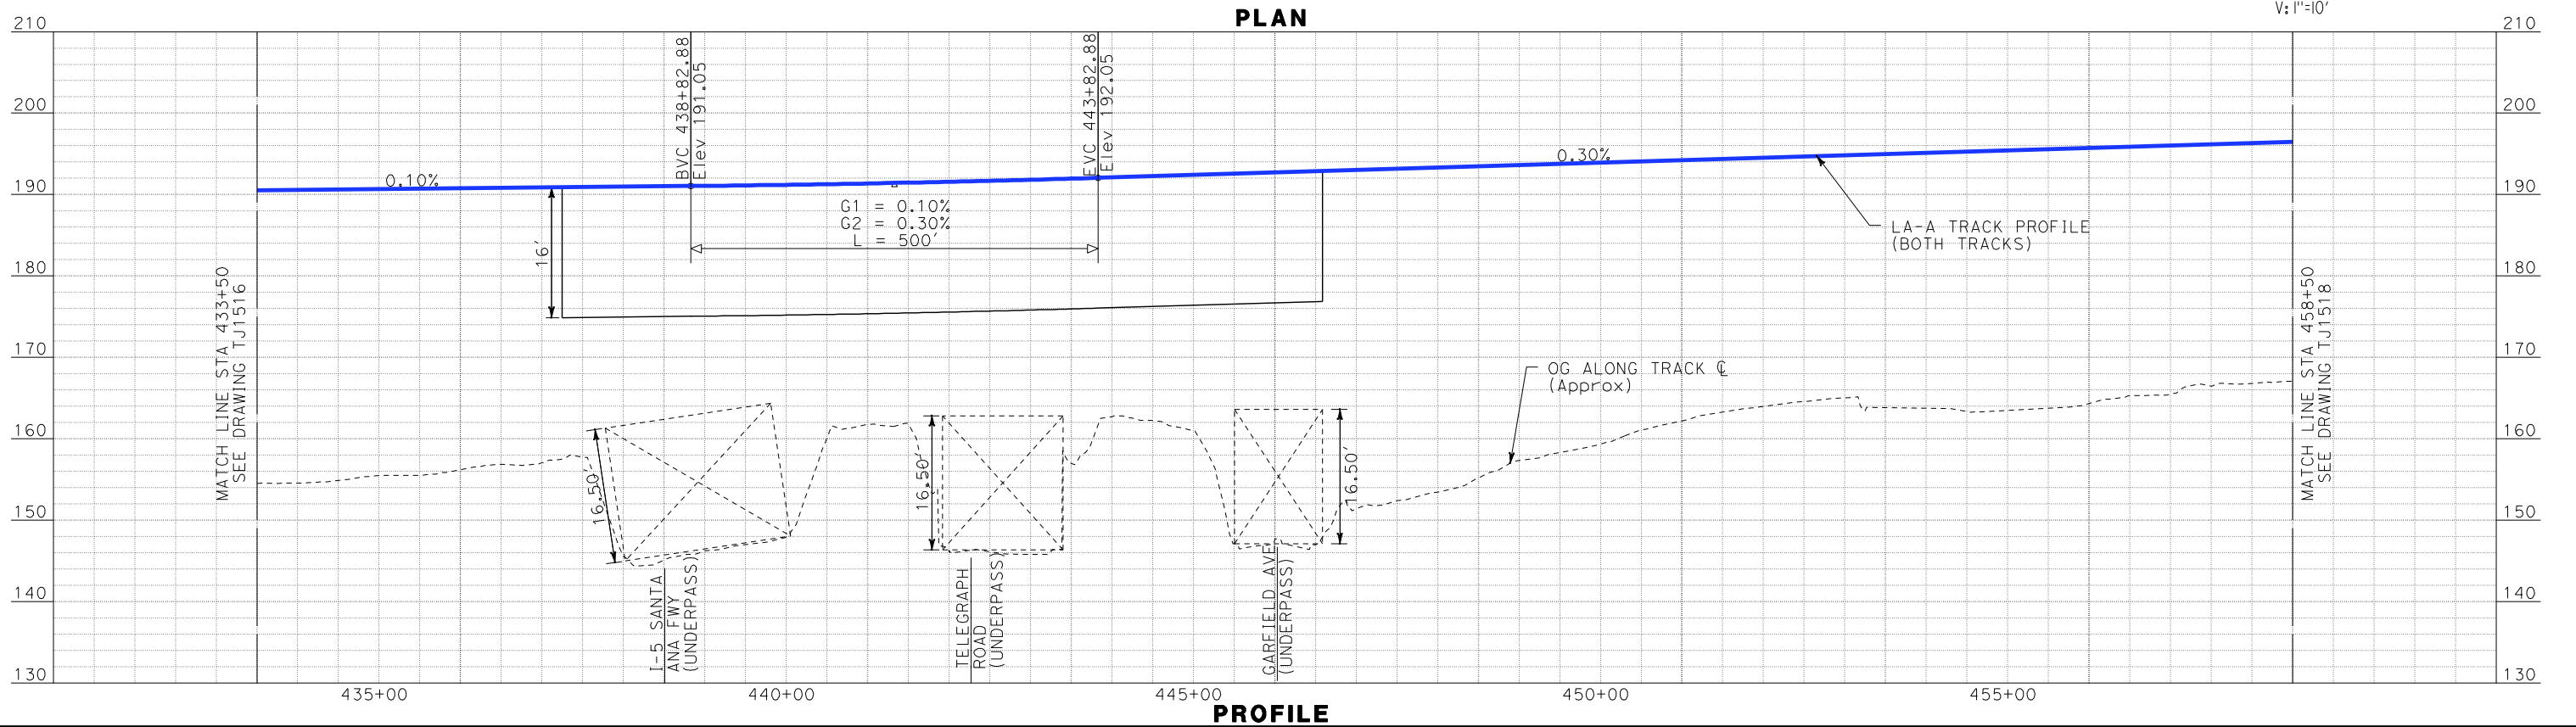 PLAN
V: 1"=10'
210
210
200
200
190
190
180
180
170
170
160
160
150
150
140
140
130
130
BVC 438+82.88
Elev 191.05
EVC 443+82.88
Elev 192.05
0.10%
0.30%
G1 = 0.10%
G2 = 0.30%
L = 500'
16'
LA-A TRACK PROFILE
(BOTH TRACKS)
MATCH LINE STA 433+50
SEE DRAWING TJ1516
MATCH LINE STA 458+50
SEE DRAWING TJ1518
OG ALONG TRACK ℄
(Approx)
16.50'
16.50'
16.50'
I-5 SANTA
ANA FWY
(UNDERPASS)
TELEGRAPH
ROAD
(UNDERPASS)
GARFIELD AVE
(UNDERPASS)
435+00
440+00
445+00
450+00
455+00
PROFILE